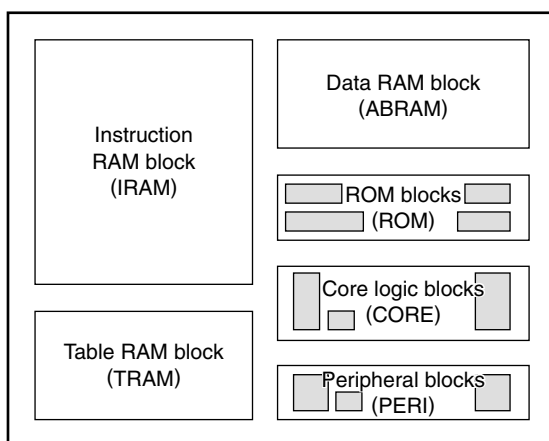 Instruction
RAM block
(IRAM)
Table RAM block
(TRAM)
Data RAM block
(ABRAM)
ROM blocks
(ROM)
Core logic blocks
(CORE)
Peripheral blocks
(PERI)